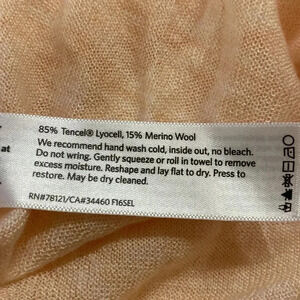 85% Tencel® Lyocell, 15% Merino Wool
We recommend hand wash cold, inside out, no bleach.
at
Do not wring. Gently squeeze or roll in towel to remove
excess moisture. Reshape and lay flat to dry. Press to
restore. May be dry cleaned.
RN#78121/CA#34460 F16SEL